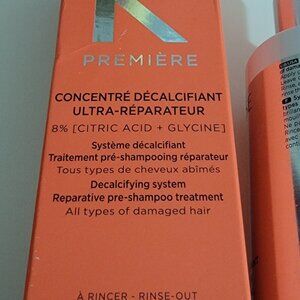 K
PREMIÈRE
CONCENTRÉ DÉCALCIFIANT
ULTRA-RÉPARATEUR
8% [CITRIC ACID + GLYCINE]
Système décalcifiant
Traitement pré-shampooing réparateur
Tous types de cheveux abîmés
Decalcifying system
Reparative pre-shampoo treatment
All types of damaged hair
À RINCER - RINSE-OUT